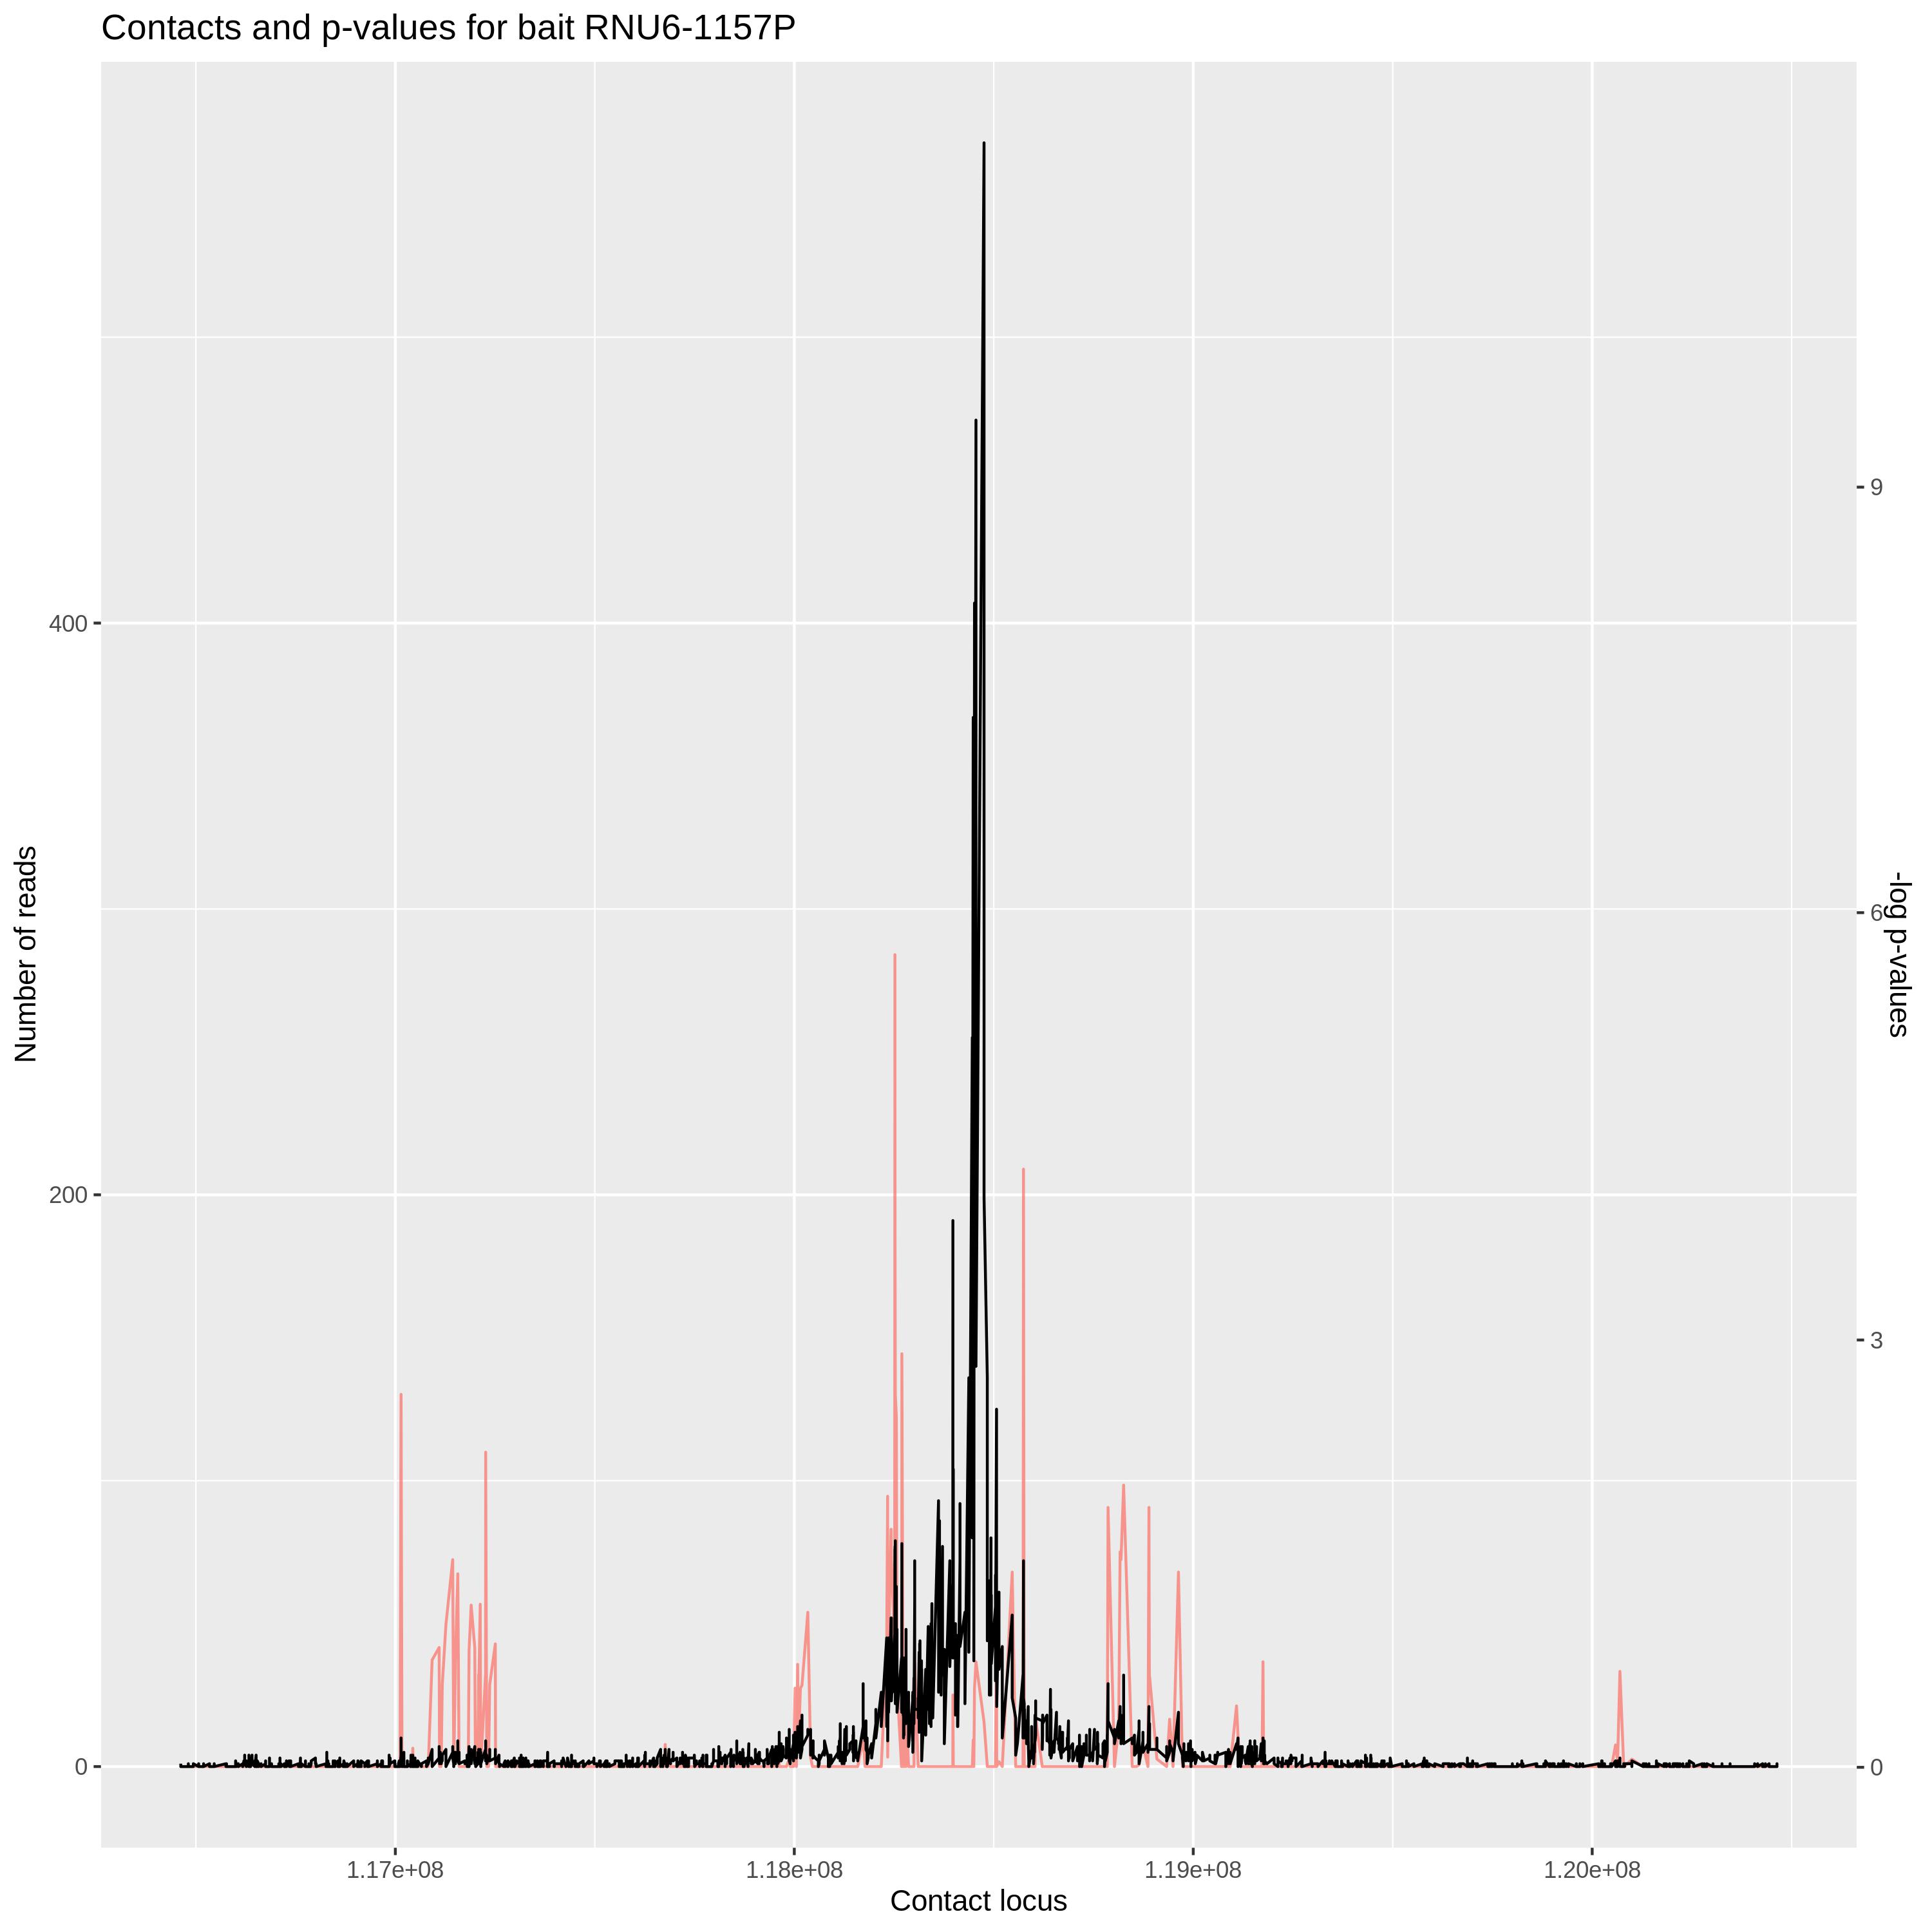 Contacts and p-values for bait RNU6-1157P
Number of reads
400
200
0
9
6
3
0
-log p-values
1.17e+08
1.18e+08
1.19e+08
1.20e+08
Contact locus